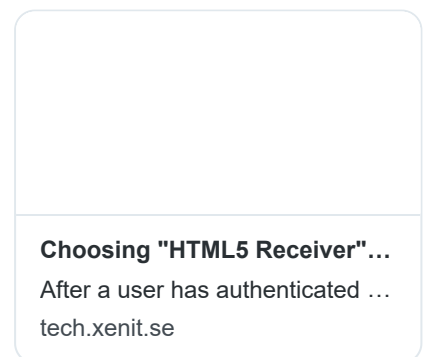 Choosing "HTML5 Receiver"...
After a user has authenticated ...
tech.xenit.se